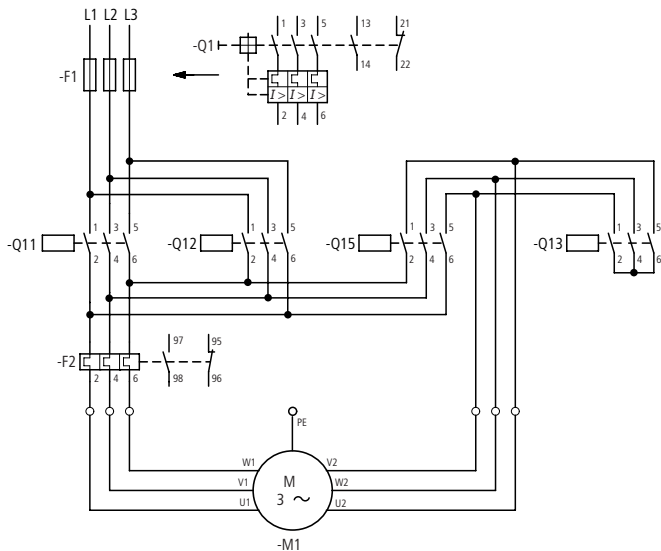 L1 L2 L3
-Q1
1 3 5 13 21
14 22
I> I> I>
2 4 6
-F1
-Q11
1 3 5
2 4 6
-Q12
1 3 5
2 4 6
-Q15
1 3 5
2 4 6
-Q13
1 3 5
2 4 6
-F2
97 95
2 4 6 98 96
PE
W1 V2
V1 W2
U1 U2
M
3 ~
-M1